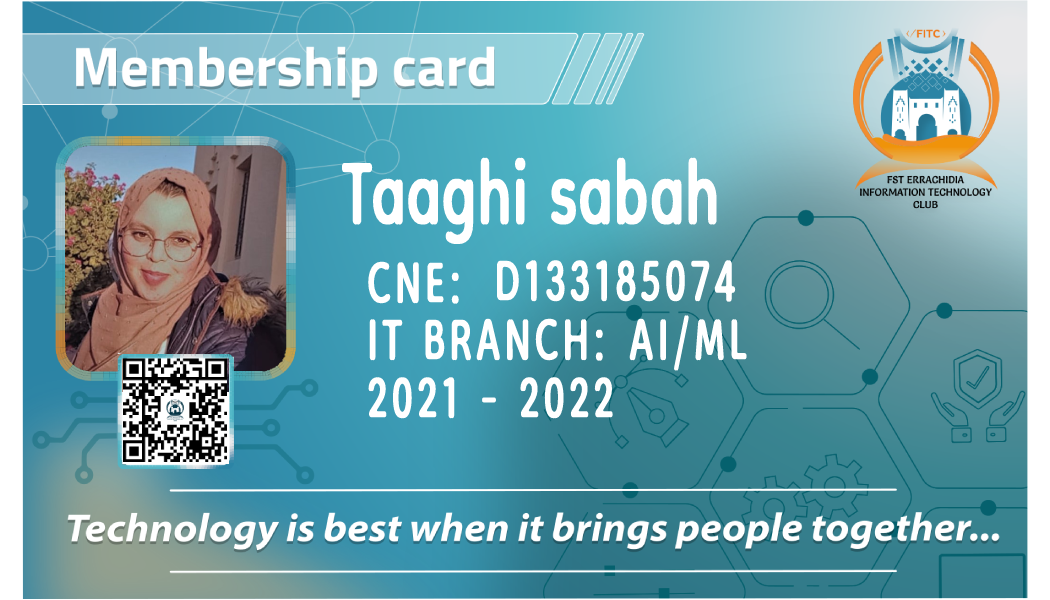 Membership card
</FITC>
FST ERRACHIDIA
INFORMATION TECHNOLOGY
CLUB
Taaghi sabah
CNE: D133185074
IT BRANCH: AI/ML
2021 - 2022
Technology is best when it brings people together...